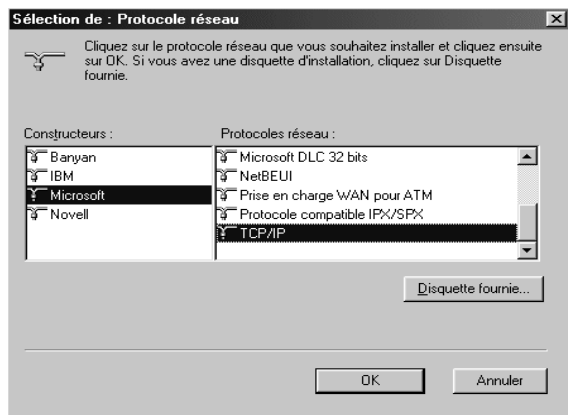 Sélection de : Protocole réseau
Cliquez sur le protocole réseau que vous souhaitez installer et cliquez ensuite
sur OK. Si vous avez une disquette d'installation, cliquez sur Disquette
fournie.
Constructeurs :
Protocoles réseau :
Banyan
IBM
Microsoft
Novell
Microsoft DLC 32 bits
NetBEUI
Prise en charge WAN pour ATM
Protocole compatible IPX/SPX
TCP/IP
Disquette fournie...
OK
Annuler